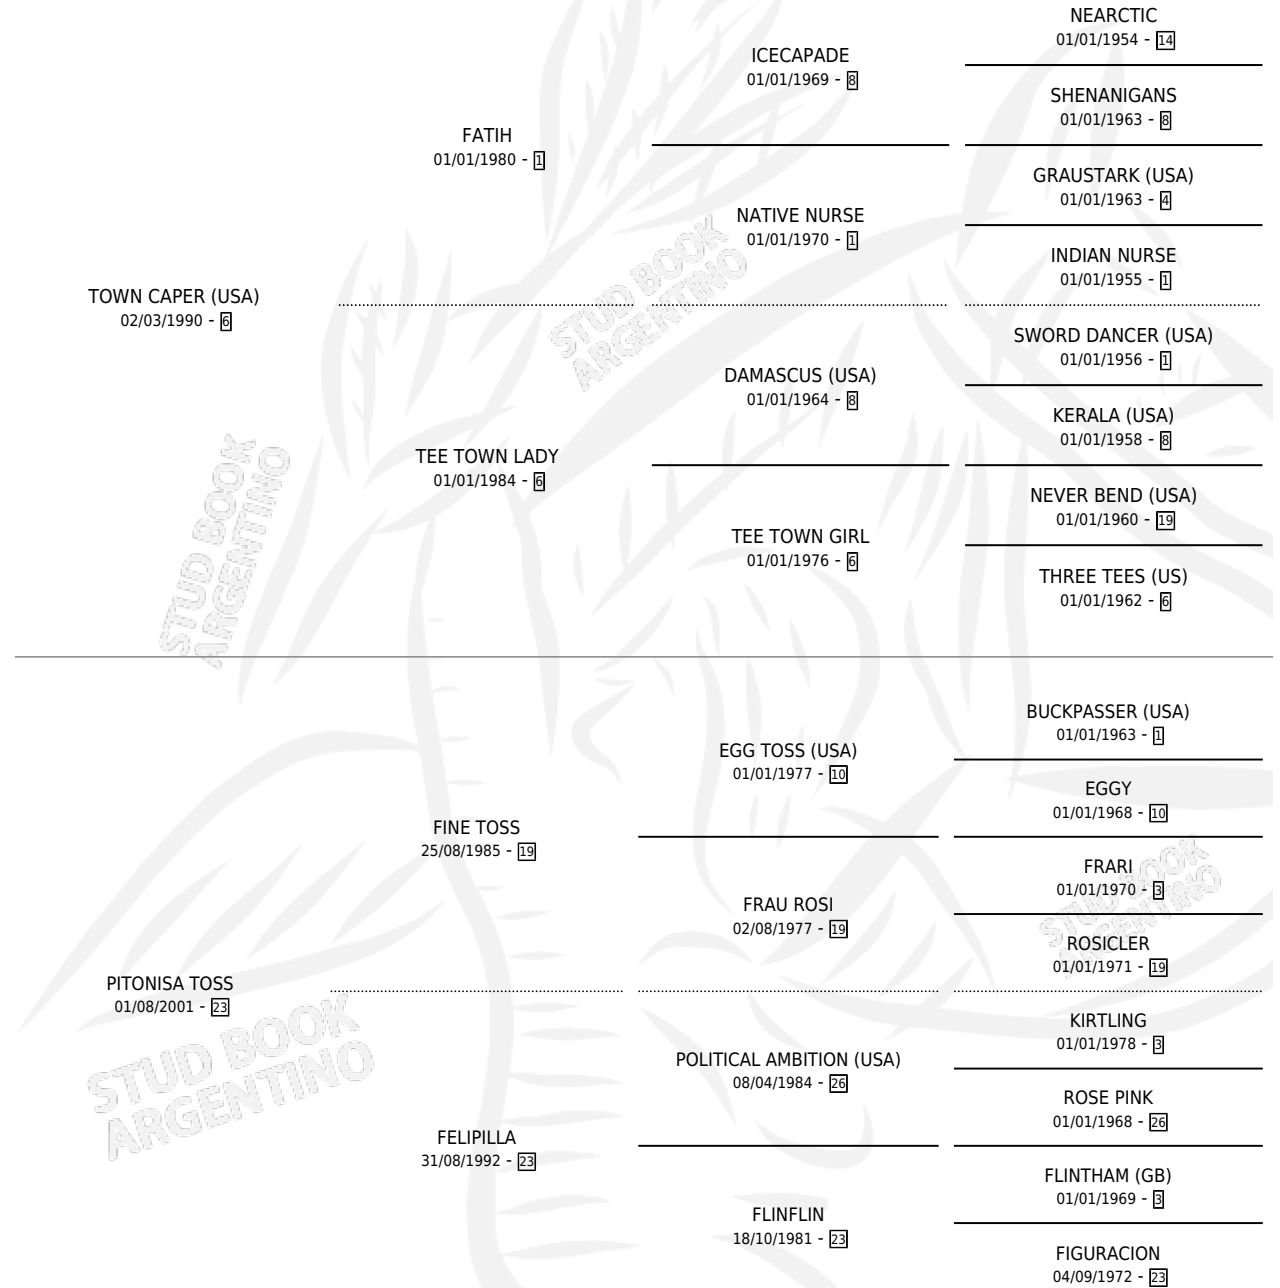 NEARCTIC
01/01/1954 - 14
ICECAPADE
01/01/1969 - 8
SHENANIGANS
01/01/1963 - 8
FATIH
01/01/1980 - 1
GRAUSTARK (USA)
01/01/1963 - 4
NATIVE NURSE
01/01/1970 - 1
INDIAN NURSE
01/01/1955 - 1
TOWN CAPER (USA)
02/03/1990 - 6
SWORD DANCER (USA)
01/01/1956 - 1
DAMASCUS (USA)
01/01/1964 - 8
KERALA (USA)
01/01/1958 - 8
TEE TOWN LADY
01/01/1984 - 6
NEVER BEND (USA)
01/01/1960 - 19
TEE TOWN GIRL
01/01/1976 - 6
THREE TEES (US)
01/01/1962 - 6
STUD BOOK
ARGENTINO
STUD BOOK
ARGENTINO
BUCKPASSER (USA)
01/01/1963 - 1
EGG TOSS (USA)
01/01/1977 - 10
EGGY
01/01/1968 - 10
FINE TOSS
25/08/1985 - 19
FRARI
01/01/1970 - 3
FRAU ROSI
02/08/1977 - 19
ROSICLER
01/01/1971 - 19
PITONISA TOSS
01/08/2001 - 23
KIRTLING
01/01/1978 - 3
POLITICAL AMBITION (USA)
08/04/1984 - 26
ROSE PINK
01/01/1968 - 26
FELIPILLA
31/08/1992 - 23
FLINTHAM (GB)
01/01/1969 - 3
FLINFLIN
18/10/1981 - 23
FIGURACION
04/09/1972 - 23
STUD BOOK
ARGENTINO
STUD BOOK
ARGENTINO